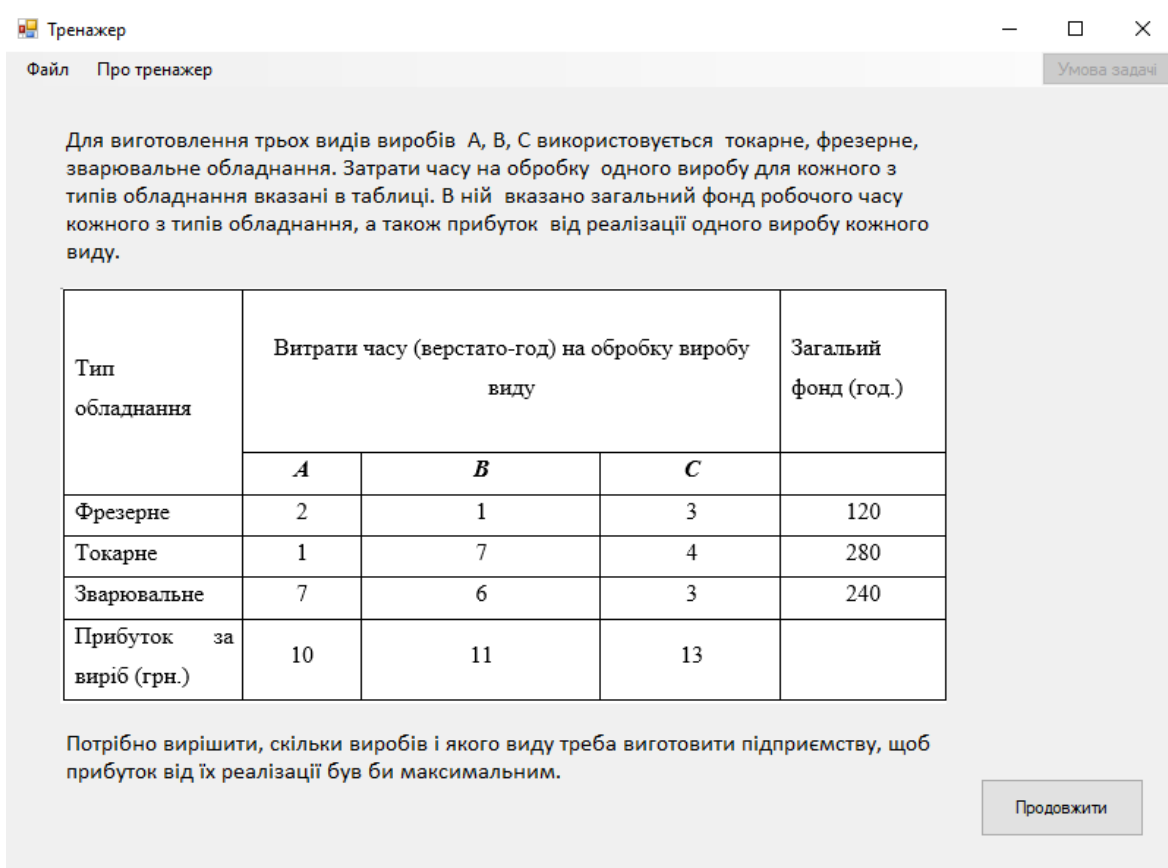 Тренажер
Файл Про тренажер Умова задачі
Для виготовлення трьох видів виробів А, В, С використовується токарне, фрезерне,
зварювальне обладнання. Затрати часу на обробку одного виробу для кожного з
типів обладнання вказані в таблиці. В ній вказано загальний фонд робочого часу
кожного з типів обладнання, а також прибуток від реалізації одного виробу кожного
виду.
Тип
обладнання
Витрати часу (верстато-год) на обробку виробу
виду
Загальий
фонд (год.)
A B C
Фрезерне 2 1 3 120
Токарне 1 7 4 280
Зварювальне 7 6 3 240
Прибуток за
виріб (грн.)
10 11 13
Потрібно вирішити, скільки виробів і якого виду треба виготовити підприємству, щоб
прибуток від їх реалізації був би максимальним.
Продовжити